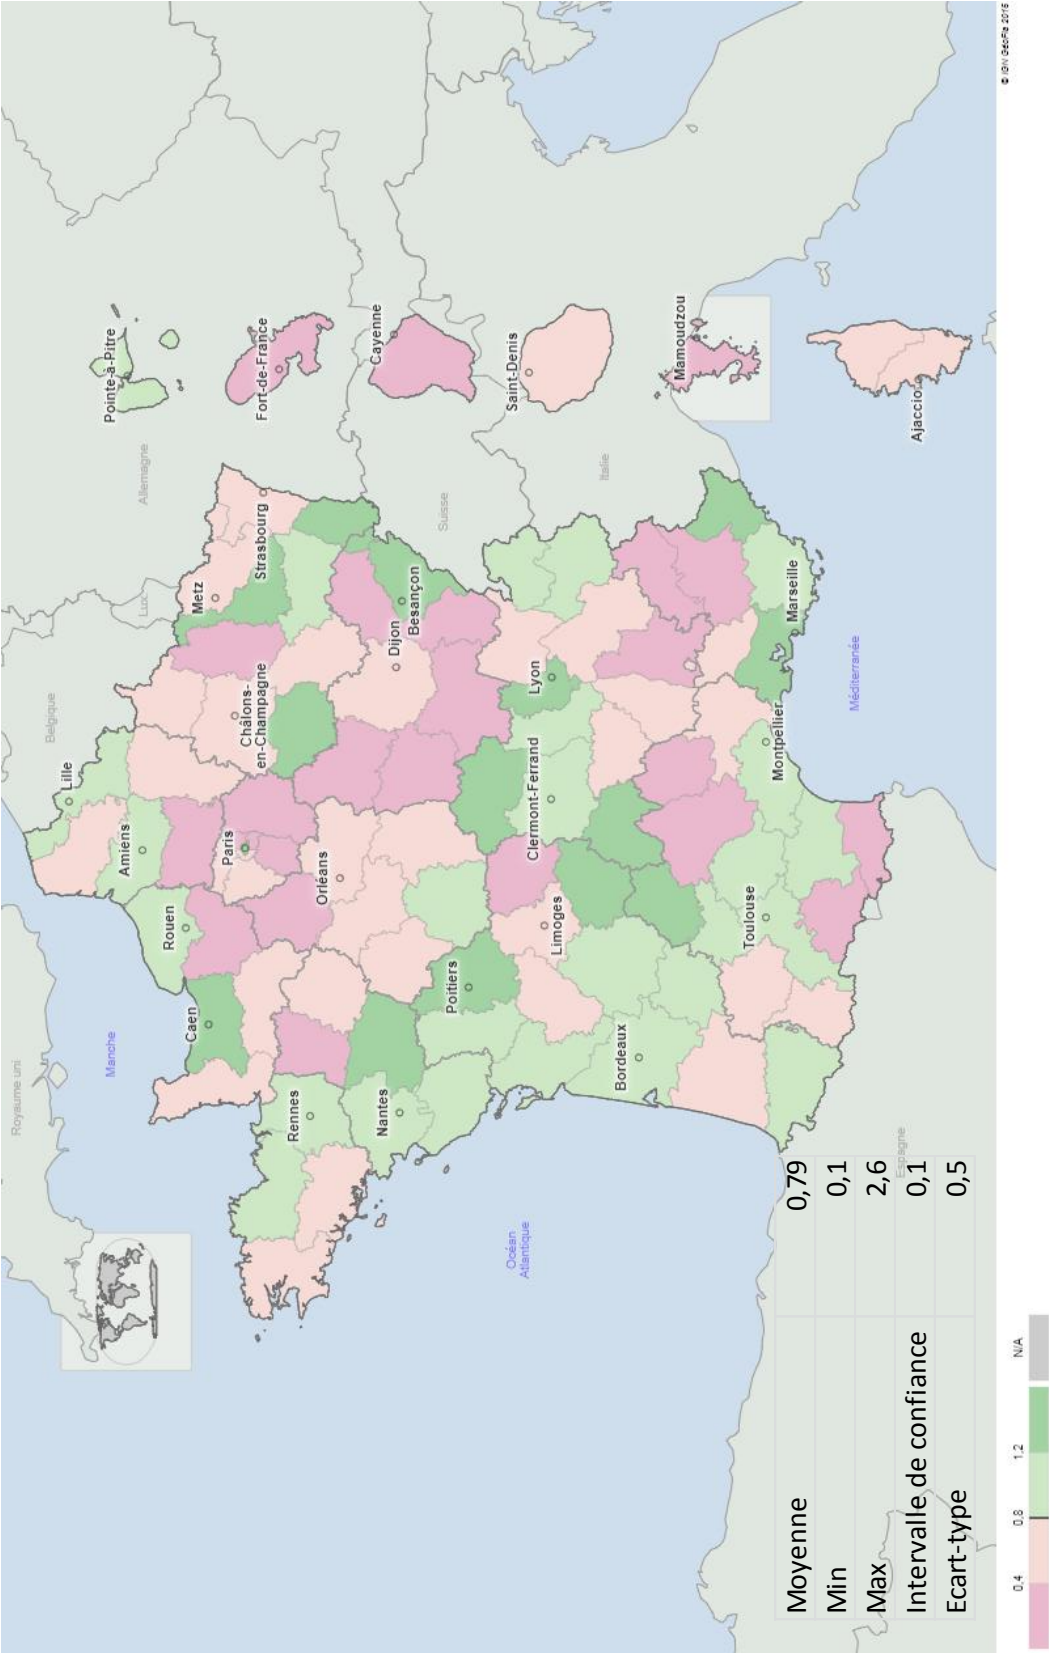 © IGN GéoFla 2015
Royaume uni
Manche
Belgique
Lux.
Allemagne
Suisse
Italie
Espagne
Océan
Atlantique
Méditerranée
Lille
Amiens
Rouen
Caen
Paris
Metz
Strasbourg
Châlons-
en-Champagne
Rennes
Orléans
Nantes
Dijon
Besançon
Poitiers
Limoges
Clermont-Ferrand
Lyon
Bordeaux
Toulouse
Montpellier
Marseille
Ajaccio
Pointe-à-Pitre
Fort-de-France
Cayenne
Saint-Denis
Mamoudzou
Moyenne 0,79
Min 0,1
Max 2,6
Intervalle de confiance 0,1
Ecart-type 0,5
0,4 0,8 1,2 N/A